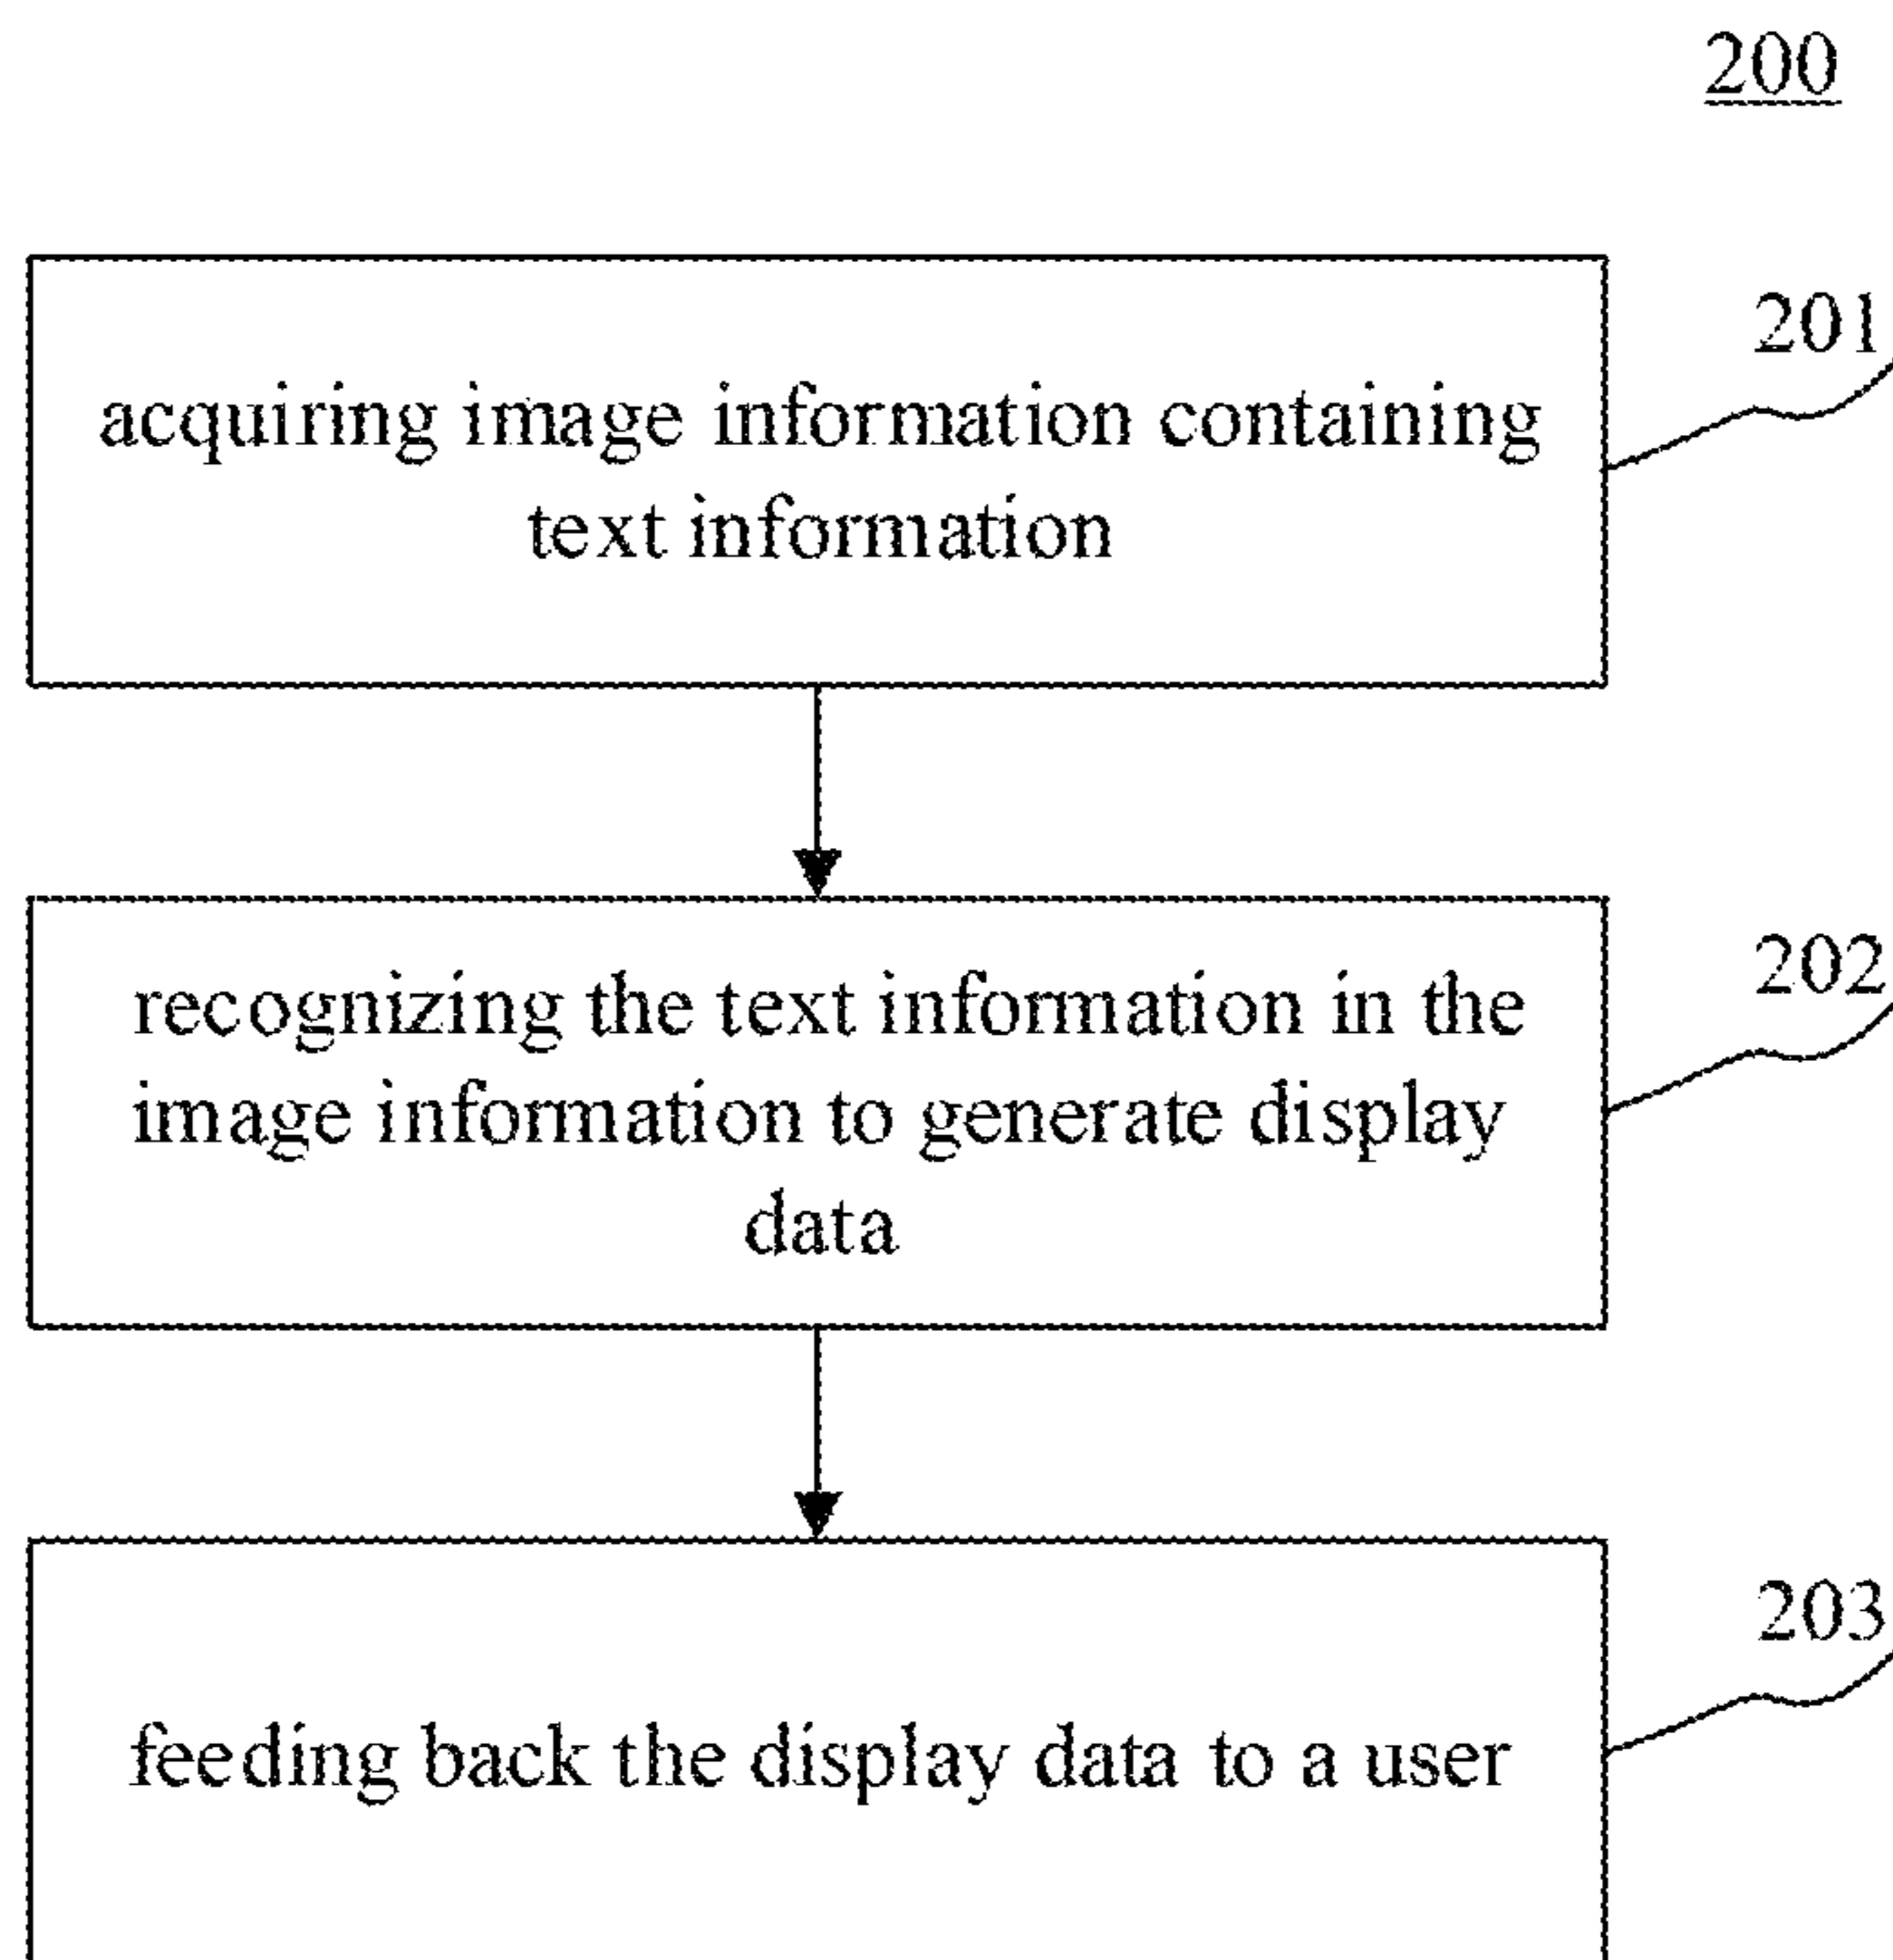 200
201
acquiring image information containing
text information
202
recognizing the text information in the
image information to generate display
data
203
feeding back the display data to a user